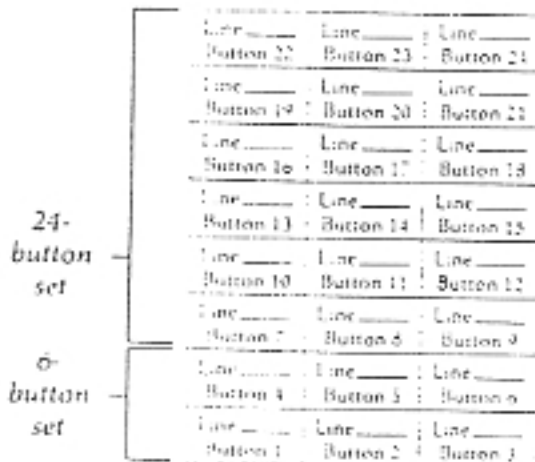 Line____ Line____ Line____
Button 22 Button 23 Button 24
Line____ Line____ Line____
Button 19 Button 20 Button 21
Line____ Line____ Line____
Button 16 Button 17 Button 18
Line____ Line____ Line____
Button 13 Button 14 Button 15
24-
button
set
Line____ Line____ Line____
Button 10 Button 11 Button 12
Line____ Line____ Line____
Button 7 Button 8 Button 9
6-
button
set
Line____ Line____ Line____
Button 4 Button 5 Button 6
Line____ Line____ Line____
Button 1 Button 2 Button 3